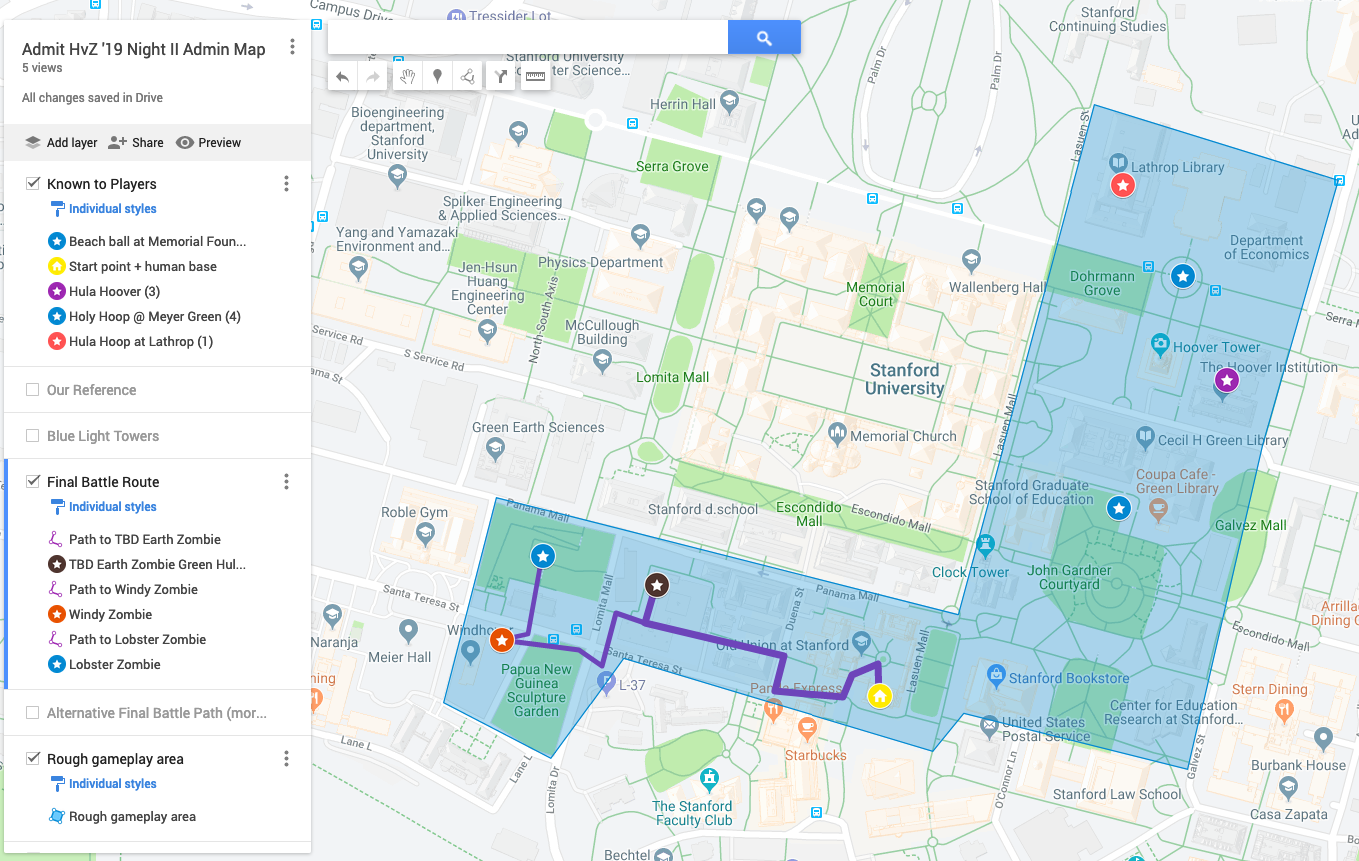 Admit HvZ '19 Night II Admin Map
5 views
All changes saved in Drive
Add layer
Share
Preview
Known to Players
Individual styles
Beach ball at Memorial Foun...
Start point + human base
Hula Hoover (3)
Holy Hoop @ Meyer Green (4)
Hula Hoop at Lathrop (1)
Our Reference
Blue Light Towers
Final Battle Route
Individual styles
Path to TBD Earth Zombie
TBD Earth Zombie Green Hul...
Path to Windy Zombie
Windy Zombie
Path to Lobster Zombie
Lobster Zombie
Alternative Final Battle Path (mor...
Rough gameplay area
Individual styles
Rough gameplay area
Campus Drive
Tressider Lot
Stanford University
Stanford
Continuing Studies
Palm Dr
Palm Dr
Herrin Hall
Bioengineering
department,
Stanford
University
Serra Grove
Lasuen St
Lathrop Library
Spilker Engineering
& Applied Sciences...
Yang and Yamazaki
Environment and...
Physics Department
Jen-Hsun
Huang
Engineering
Center
North-South Axis
Memorial
Court
Wallenberg Hall
Dohrmann
Grove
Department
of Economics
Serra
McCullough
Building
Service Rd
S Service Rd
Lomita Mall
Stanford
University
Hoover Tower
The Hoover Institution
Lasuen Mall
Green Earth Sciences
Memorial Church
Cecil H Green Library
Coupa Cafe -
Green Library
Stanford Graduate
School of Education
Roble Gym
Panama Mall
Stanford d.school
Escondido
Mall
Escondido Mall
Galvez Mall
Clock Tower
John Gardner
Courtyard
Santa Teresa St
Lomita Mall
Duena St
Panama Mall
Arrillaga
Dining
Naranja
Meier Hall
Windhover
Old Union at Stanford
Lasuen Mall
Santa Teresa St
Papua New
Guinea
Sculpture
Garden
L-37
Panda Express
Stanford Bookstore
Stern Dining
ning
Starbucks
United States
Postal Service
Center for Education
Research at Stanford...
Lane L
Lane L
Lomita Dr
O'Connor Ln
Galvez St
Burbank House
The Stanford
Faculty Club
Stanford Law School
Casa Zapata
Bechtel